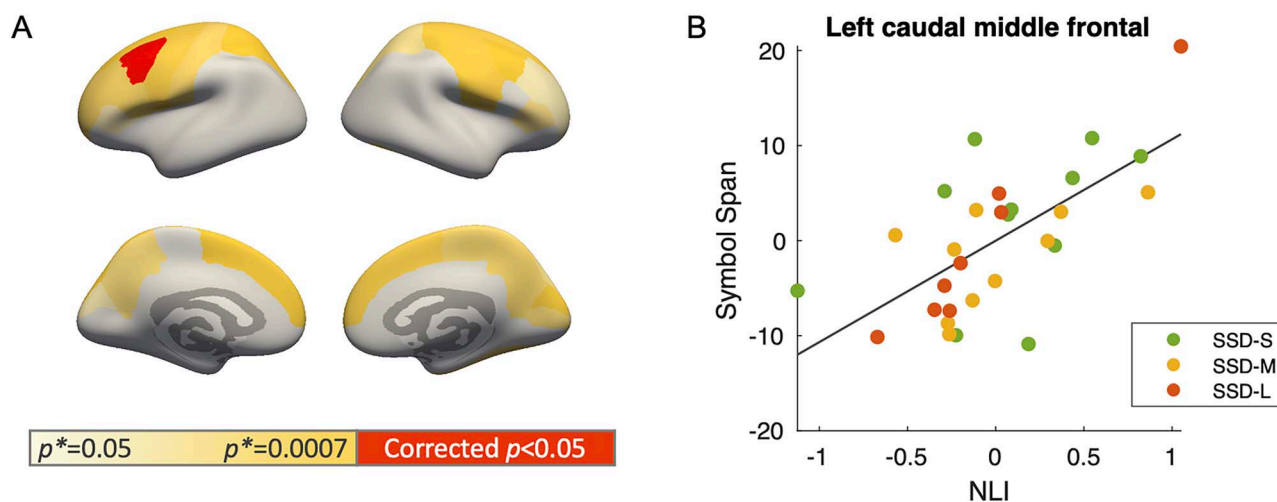 A
p*=0.05 p*=0.0007 Corrected p<0.05
B
Left caudal middle frontal
Symbol Span
20
10
0
-10
-20
-1 -0.5 0 0.5 1
NLI
SSD-S
SSD-M
SSD-L